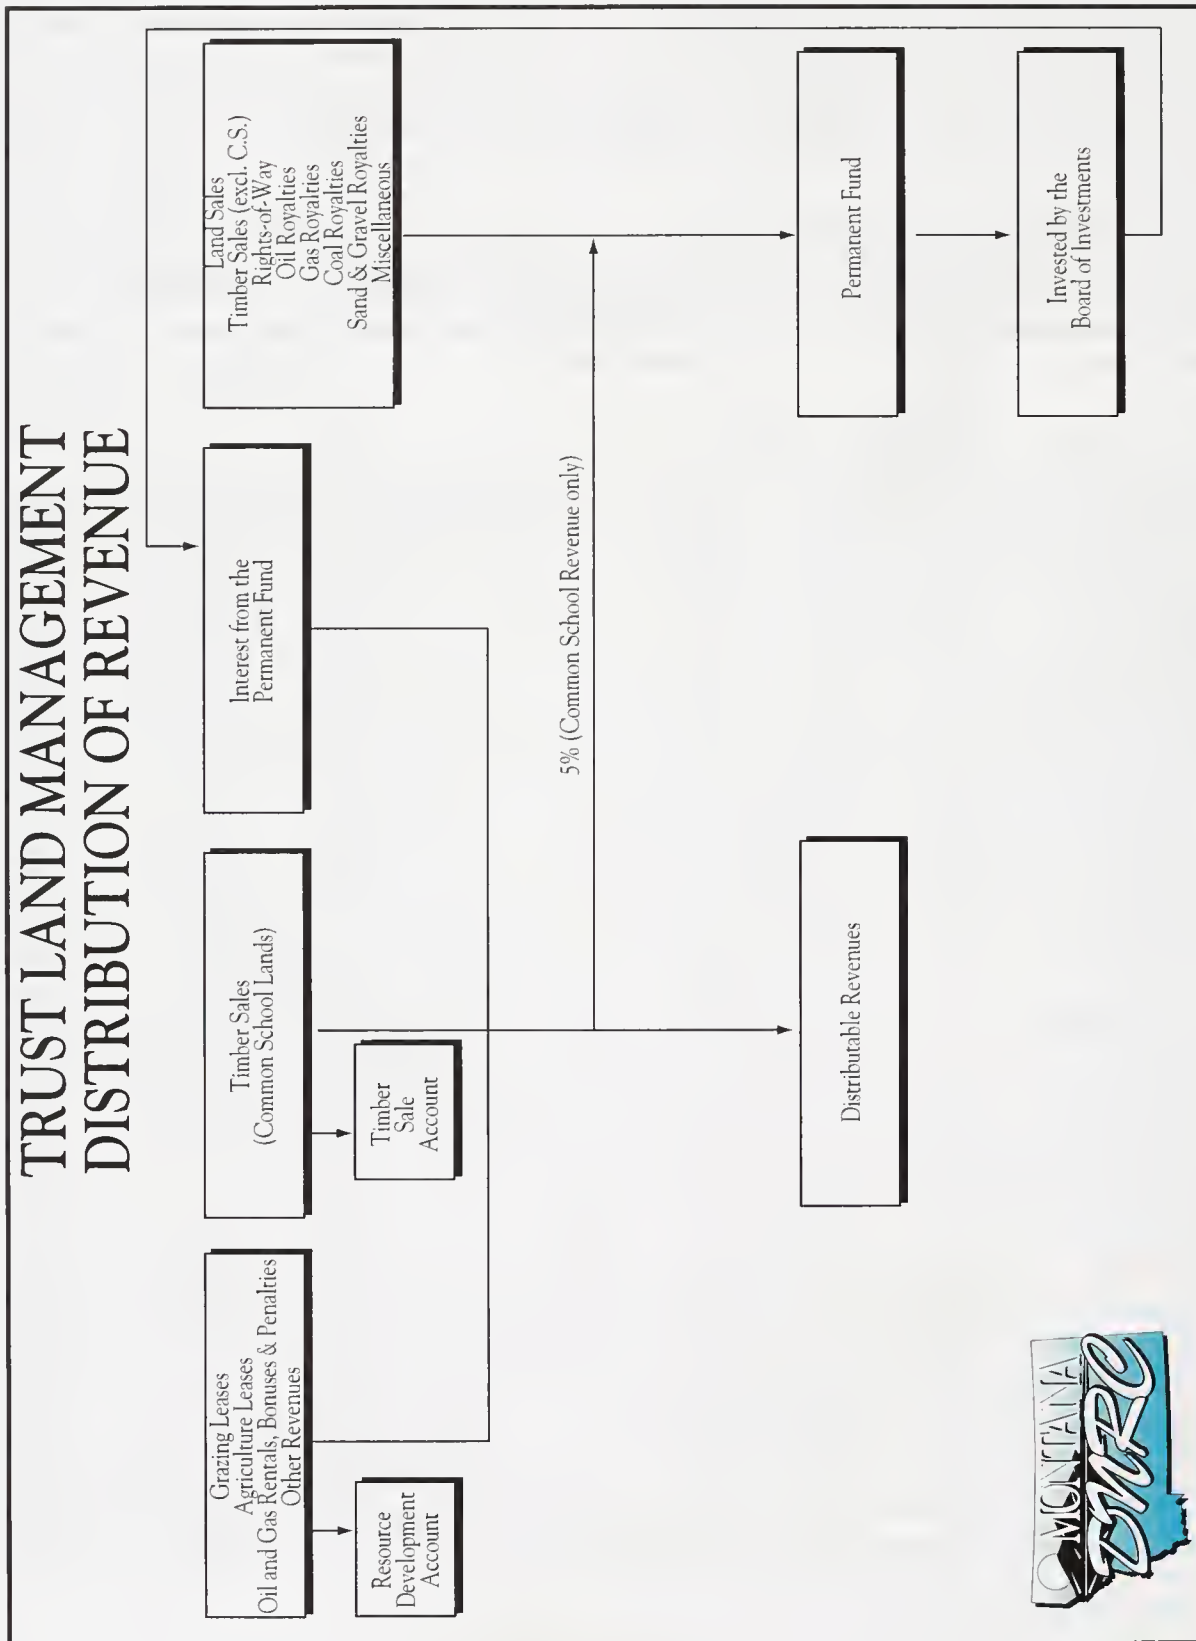 TRUST LAND MANAGEMENT
DISTRIBUTION OF REVENUE
Grazing Leases
Agriculture Leases
Oil and Gas Rentals, Bonuses & Penalties
Other Revenues
Timber Sales
(Common School Lands)
Interest from the
Permanent Fund
Land Sales
Timber Sales (excl. C.S.)
Rights-of-Way
Oil Royalties
Gas Royalties
Coal Royalties
Sand & Gravel Royalties
Miscellaneous
Resource
Development
Account
Timber
Sale
Account
5% (Common School Revenue only)
Distributable Revenues
Permanent Fund
Invested by the
Board of Investments
MONTANA
DNRC